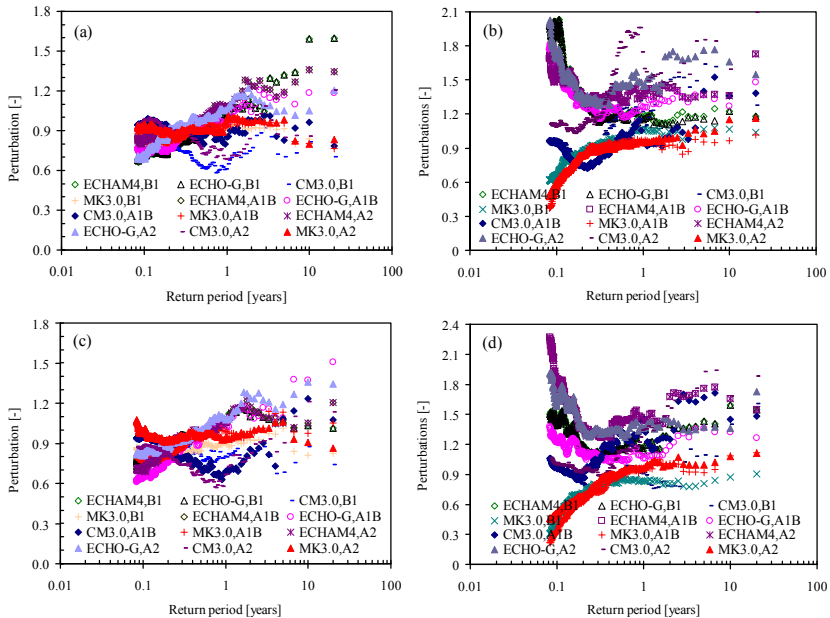 (a)
1.8
1.5
1.2
0.9
0.6
0.3
0.0
Perturbation [-]
ECHAM4,B1 ECHO-G,B1 CM3.0,B1
MK3.0,B1 ECHAM4,A1B ECHO-G,A1B
CM3.0,A1B MK3.0,A1B ECHAM4,A2
ECHO-G,A2 CM3.0,A2 MK3.0,A2
0.01 0.1 1 10 100
Return period [years]
(b)
2.1
1.8
1.5
1.2
0.9
0.6
0.3
0
Perturbations [-]
ECHAM4,B1 ECHO-G,B1 CM3.0,B1
MK3.0,B1 ECHAM4,A1B ECHO-G,A1B
CM3.0,A1B MK3.0,A1B ECHAM4,A2
ECHO-G,A2 CM3.0,A2 MK3.0,A2
0.01 0.1 1 10 100
Return period [years]
(c)
1.8
1.5
1.2
0.9
0.6
0.3
0.0
Perturbation [-]
ECHAM4,B1 ECHO-G,B1 CM3.0,B1
MK3.0,B1 ECHAM4,A1B ECHO-G,A1B
CM3.0,A1B MK3.0,A1B ECHAM4,A2
ECHO-G,A2 CM3.0,A2 MK3.0,A2
0.01 0.1 1 10 100
Return period [years]
(d)
2.4
2.1
1.8
1.5
1.2
0.9
0.6
0.3
0
Perturbations [-]
ECHAM4,B1 ECHO-G,B1 CM3.0,B1
MK3.0,B1 ECHAM4,A1B ECHO-G,A1B
CM3.0,A1B MK3.0,A1B ECHAM4,A2
ECHO-G,A2 CM3.0,A2 MK3.0,A2
0.01 0.1 1 10 100
Return period [years]